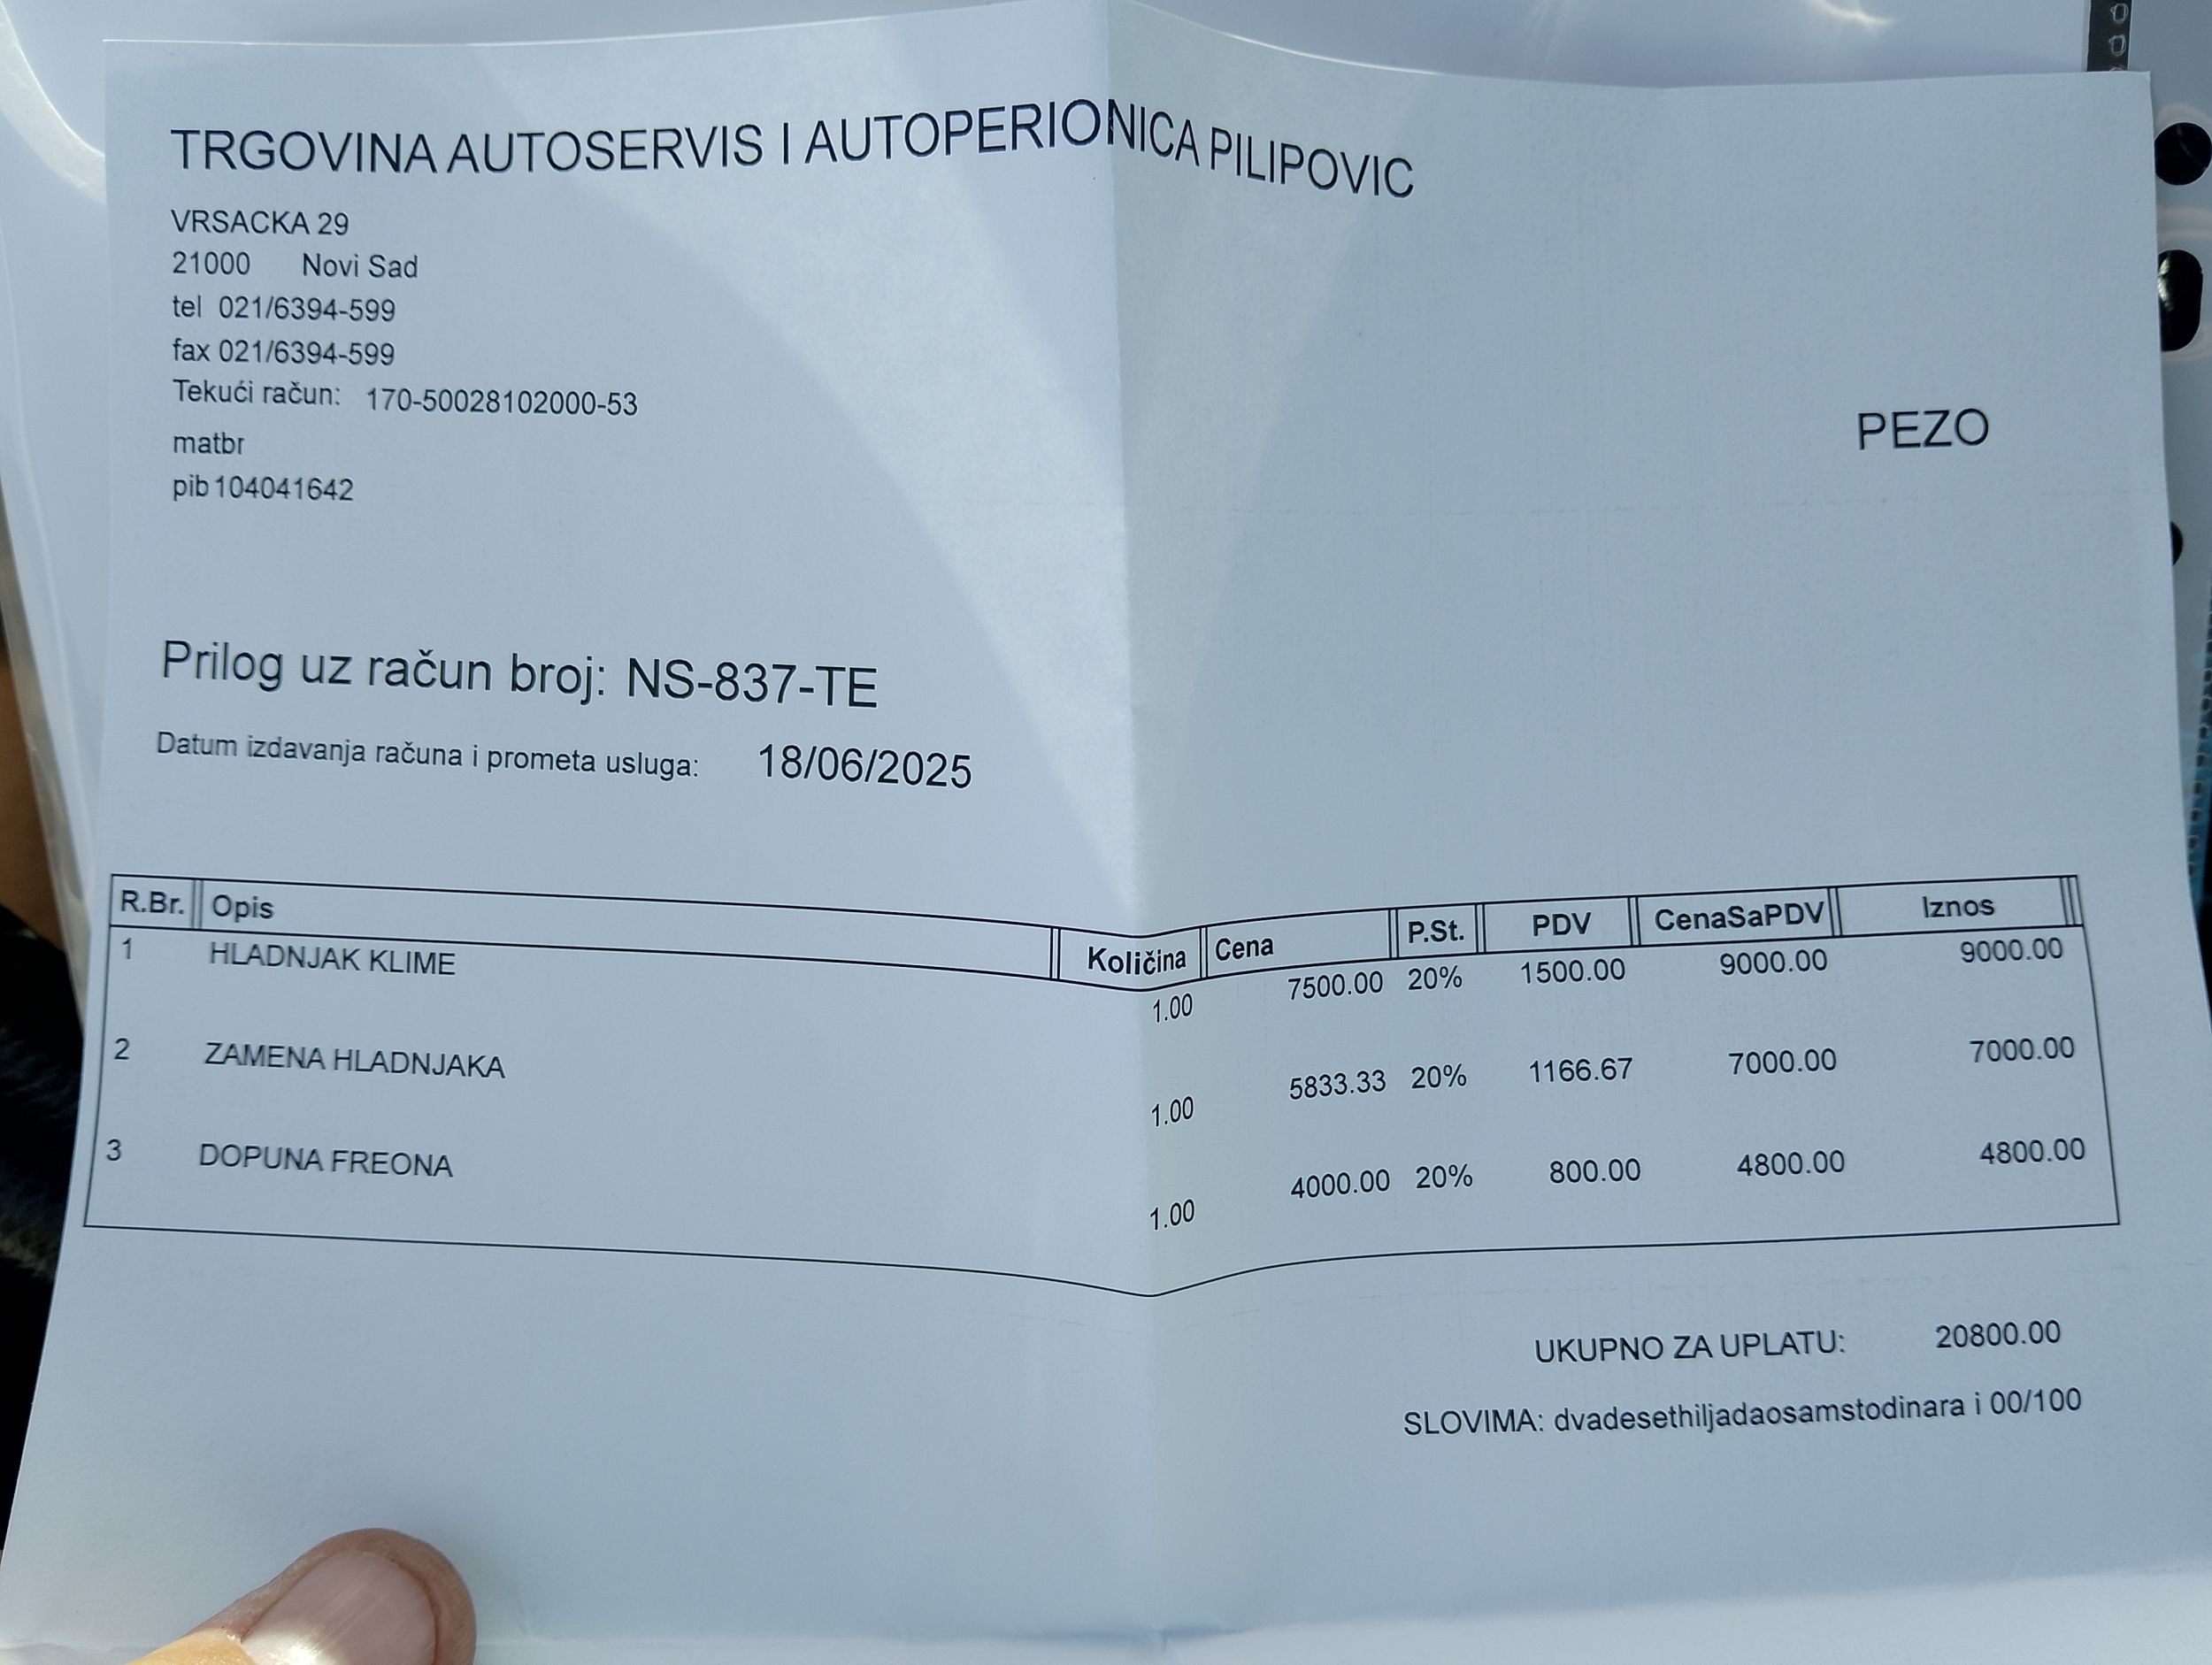 TRGOVINA AUTOSERVIS I AUTOPERIONICA PILIPOVIC
VRSACKA 29
21000 Novi Sad
tel 021/6394-599
fax 021/6394-599
Tekući račun: 170-50028102000-53
matbr
pib 104041642
PEZO
Prilog uz račun broj: NS-837-TE
Datum izdavanja računa i prometa usluga: 18/06/2025
R.Br. Opis Količina Cena P.St. PDV CenaSaPDV Iznos
1 HLADNJAK KLIME 1.00 7500.00 20% 1500.00 9000.00 9000.00
2 ZAMENA HLADNJAKA 1.00 5833.33 20% 1166.67 7000.00 7000.00
3 DOPUNA FREONA 1.00 4000.00 20% 800.00 4800.00 4800.00
UKUPNO ZA UPLATU: 20800.00
SLOVIMA: dvadesethiljadaosamstodinara i 00/100